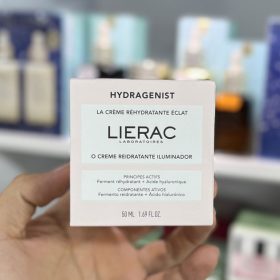 HYDRAGENIST
LA CRÈME RÉHYDRATANTE ÉCLAT
LIERAC
LABORATOIRES
O CREME REIDRATANTE ILUMINADOR
PRINCIPES ACTIFS
Ferment réhydratant + Acide hyaluronique
COMPONENTES ATIVOS
Fermento reidratante + Ácido hialurónico
50 ML 1.69 FL.OZ.